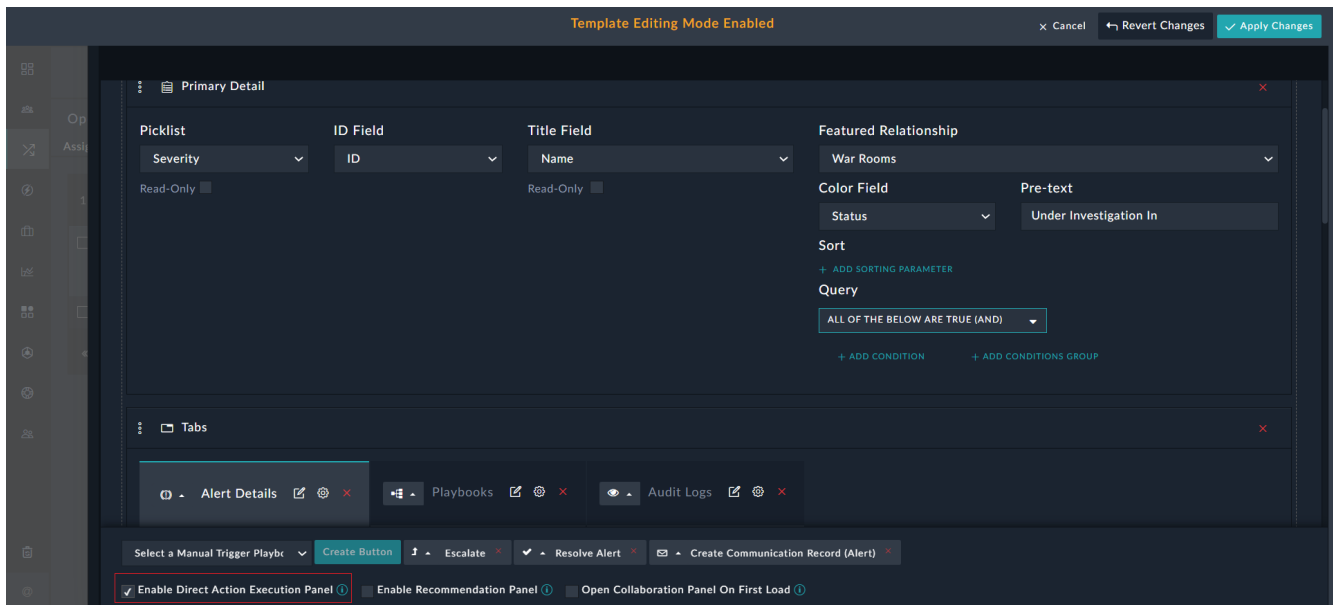 Template Editing Mode Enabled
Cancel
Revert Changes
Apply Changes
Primary Detail
Picklist
ID Field
Title Field
Featured Relationship
Severity
ID
Name
War Rooms
Read-Only
Read-Only
Color Field
Pre-text
Status
Under Investigation In
Sort
+ ADD SORTING PARAMETER
Query
ALL OF THE BELOW ARE TRUE (AND)
+ ADD CONDITION
+ ADD CONDITIONS GROUP
Tabs
Alert Details
Playbooks
Audit Logs
Select a Manual Trigger Playbo
Create Button
Escalate
Resolve Alert
Create Communication Record (Alert)
Enable Direct Action Execution Panel
Enable Recommendation Panel
Open Collaboration Panel On First Load